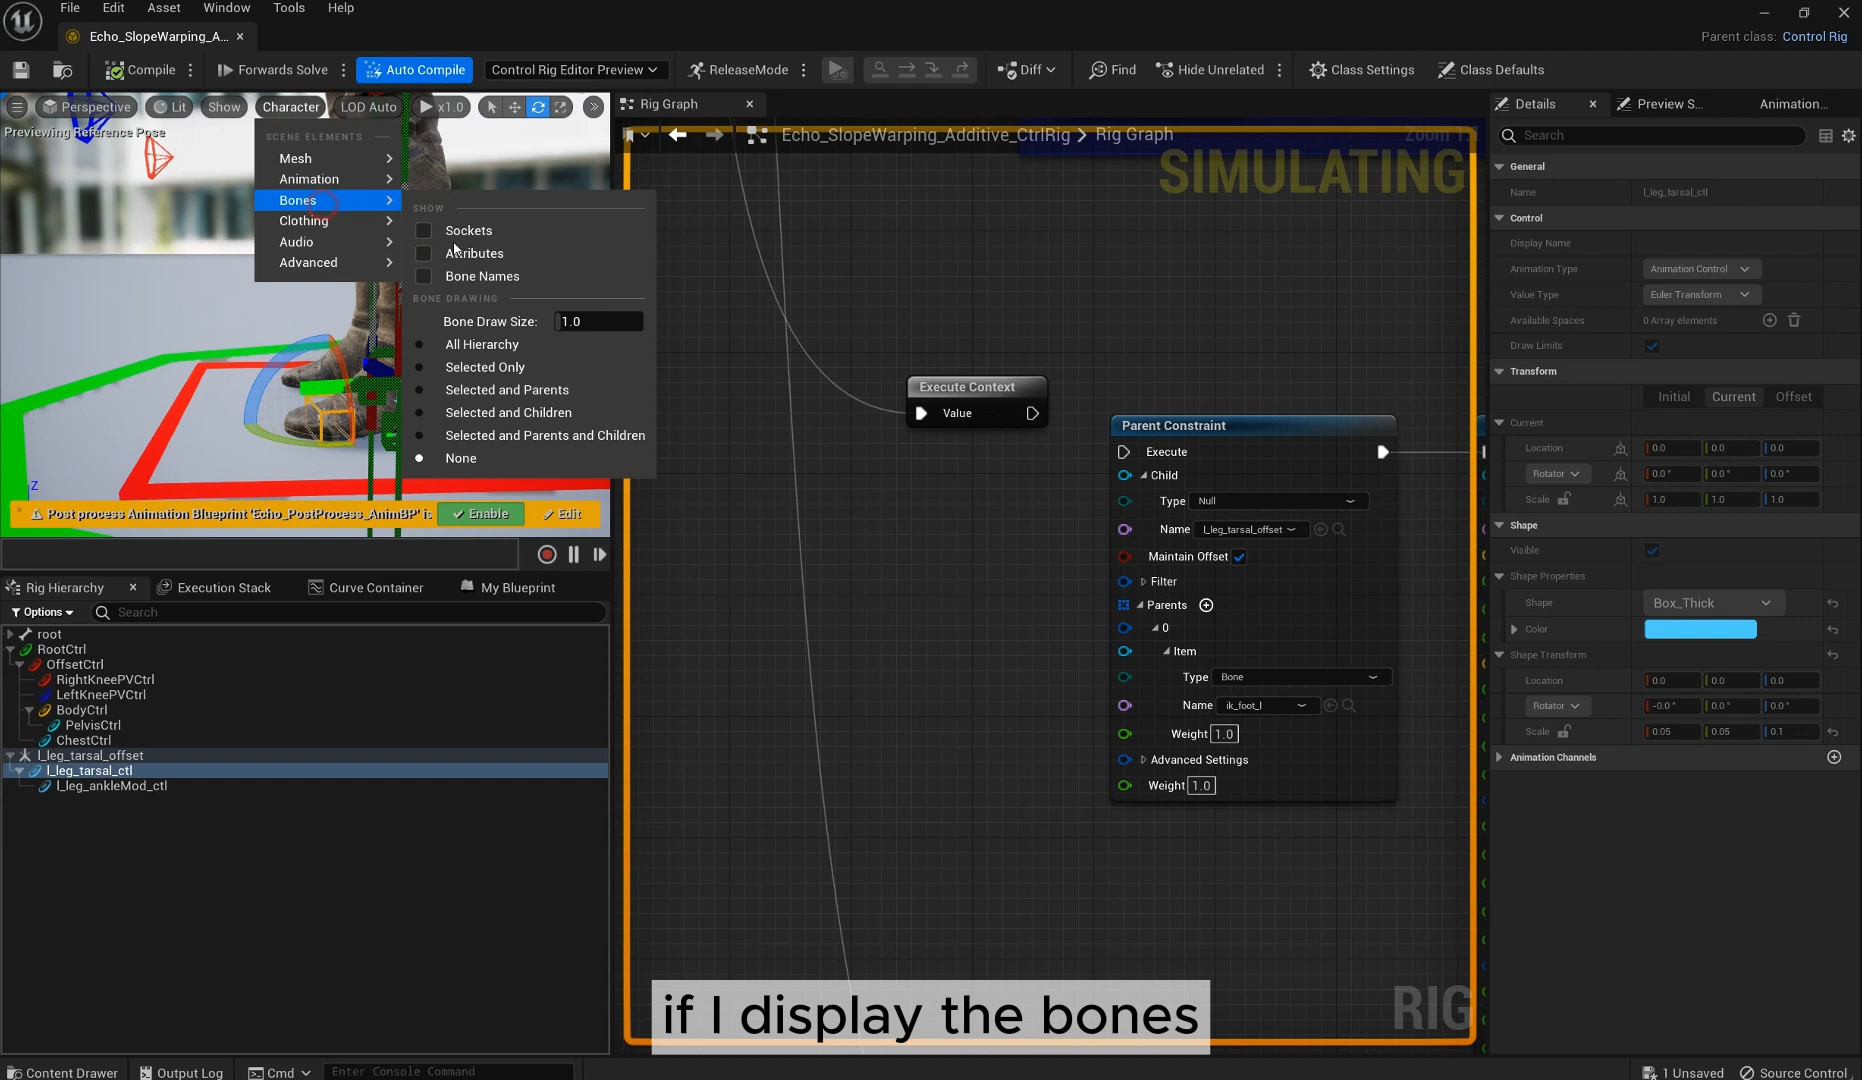 File Edit Asset Window Tools Help
Echo_SlopeWarping_A...
Parent class: Control Rig
Compile Forwards Solve Auto Compile Control Rig Editor Preview ReleaseMode Diff Find Hide Unrelated Class Settings Class Defaults
Perspective Lit Show Character LOD Auto x1.0
Previewing Reference Pose
SCENE ELEMENTS
Mesh
Animation
Bones
Clothing
Audio
Advanced
SHOW
Sockets
Attributes
Bone Names
BONE DRAWING
Bone Draw Size: 1.0
All Hierarchy
Selected Only
Selected and Parents
Selected and Children
Selected and Parents and Children
None
Z
Post process Animation Blueprint 'Echo_PostProcess_AnimBP' is
Enable Edit
Rig Hierarchy Execution Stack Curve Container My Blueprint
Options Search
root
RootCtrl
OffsetCtrl
RightKneePVCtrl
LeftKneePVCtrl
BodyCtrl
PelvisCtrl
ChestCtrl
l_leg_tarsal_offset
l_leg_tarsal_ctl
l_leg_ankleMod_ctl
Rig Graph
Echo_SlopeWarping_Additive_CtrlRig > Rig Graph
SIMULATING
Execute Context
Value
Parent Constraint
Execute
Child
Type Null
Name l_leg_tarsal_offset
Maintain Offset
Filter
Parents
0
Item
Type Bone
Name ik_foot_l
Weight 1.0
Advanced Settings
Weight 1.0
RIG
if I display the bones
Details Preview S... Animation...
Search
General
Name l_leg_tarsal_ctl
Control
Display Name
Animation Type Animation Control
Value Type Euler Transform
Available Spaces 0 Array elements
Draw Limits
Transform
Initial Current Offset
Current
Location 0.0 0.0 0.0
Rotator 0.0 ° 0.0 ° 0.0 °
Scale 1.0 1.0 1.0
Shape
Visible
Shape Properties
Shape Box_Thick
Color
Shape Transform
Location 0.0 0.0 0.0
Rotator -0.0 ° 0.0 ° 0.0 °
Scale 0.05 0.05 0.1
Animation Channels
Content Drawer Output Log Cmd Enter Console Command
1 Unsaved Source Control